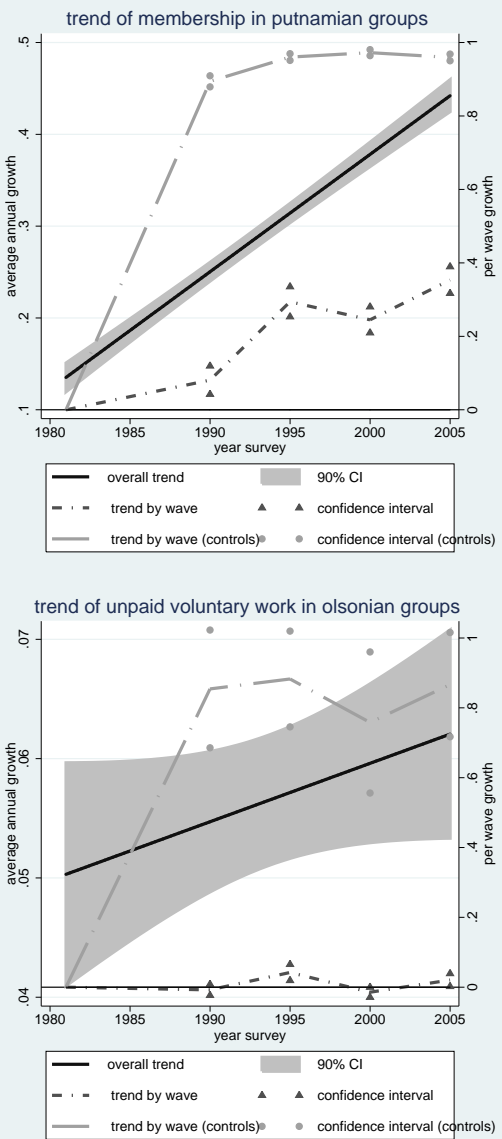 trend of membership in putnamian groups
average annual growth
.5
.4
.3
.2
.1
per wave growth
1
.8
.6
.4
.2
0
1980 1985 1990 1995 2000 2005
year survey
overall trend 90% CI
trend by wave confidence interval
trend by wave (controls) confidence interval (controls)
trend of unpaid voluntary work in olsonian groups
average annual growth
.07
.06
.05
.04
per wave growth
1
.8
.6
.4
.2
0
1980 1985 1990 1995 2000 2005
year survey
overall trend 90% CI
trend by wave confidence interval
trend by wave (controls) confidence interval (controls)